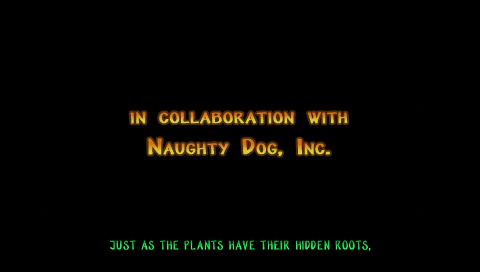 IN COLLABORATION WITH
NAUGHTY DOG, INC.
JUST AS THE PLANTS HAVE THEIR HIDDEN ROOTS,